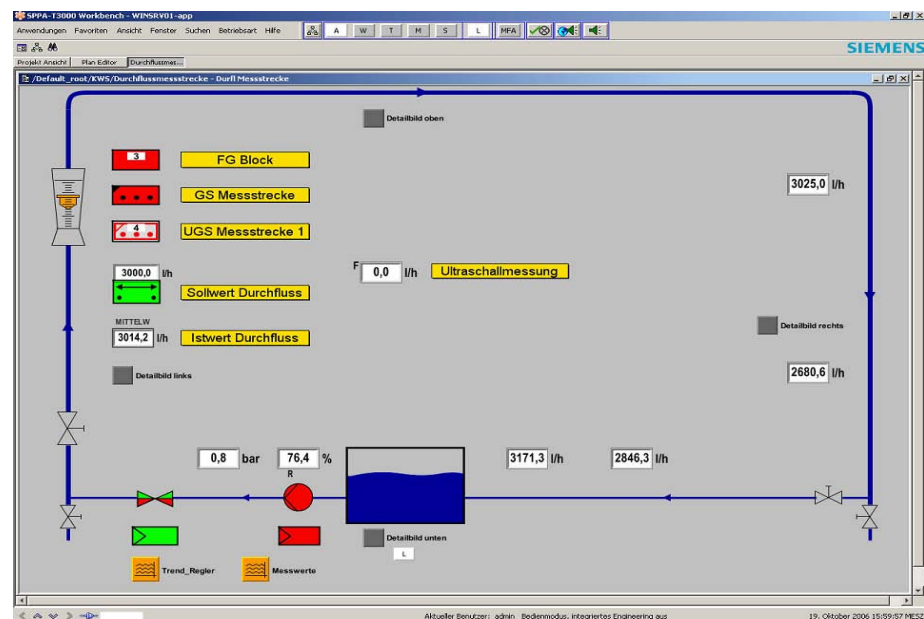 SPPA-T3000 Workbench - WINSRV01-app
Anwendungen Favoriten Ansicht Fenster Suchen Betriebsart Hilfe
A W T M S L MFA
SIEMENS
Projekt Ansicht Plan Editor Durchflussmes...
/Default_root/KWS/Durchflussmessstrecke - Durfl Messstrecke
Detailbild oben
3 FG Block
GS Messstrecke
3025,0 l/h
4 UGS Messstrecke 1
3000,0 l/h
F 0,0 l/h Ultraschallmessung
Sollwert Durchfluss
MITTELW
3014,2 l/h Istwert Durchfluss
Detailbild rechts
Detailbild links
2680,6 l/h
0,8 bar 76,4 % 3171,3 l/h 2846,3 l/h
R
Detailbild unten
L
Trend_Regler Messwerte
Aktueller Benutzer: admin Bedienmodus, integriertes Engineering aus 19. Oktober 2006 15:59:57 MESZ